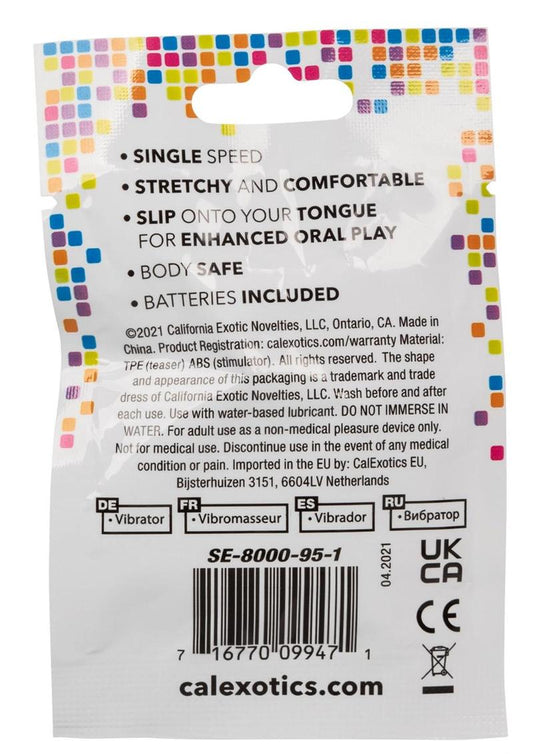 • SINGLE SPEED
• STRETCHY AND COMFORTABLE
• SLIP ONTO YOUR TONGUE
FOR ENHANCED ORAL PLAY
• BODY SAFE
• BATTERIES INCLUDED
©2021 California Exotic Novelties, LLC, Ontario, CA. Made in
China. Product Registration: calexotics.com/warranty Material:
TPE (teaser) ABS (stimulator). All rights reserved. The shape
and appearance of this packaging is a trademark and trade
dress of California Exotic Novelties, LLC. Wash before and after
each use. Use with water-based lubricant. DO NOT IMMERSE IN
WATER. For adult use as a non-medical pleasure device only.
Not for medical use. Discontinue use in the event of any medical
condition or pain. Imported in the EU by: CalExotics EU,
Bijsterhuizen 3151, 6604LV Netherlands
DE • Vibrator FR • Vibromasseur ES • Vibrador RU • Вибратор
SE-8000-95-1
04.2021
UK
CA
CE
7 16770 09947 1
calexotics.com